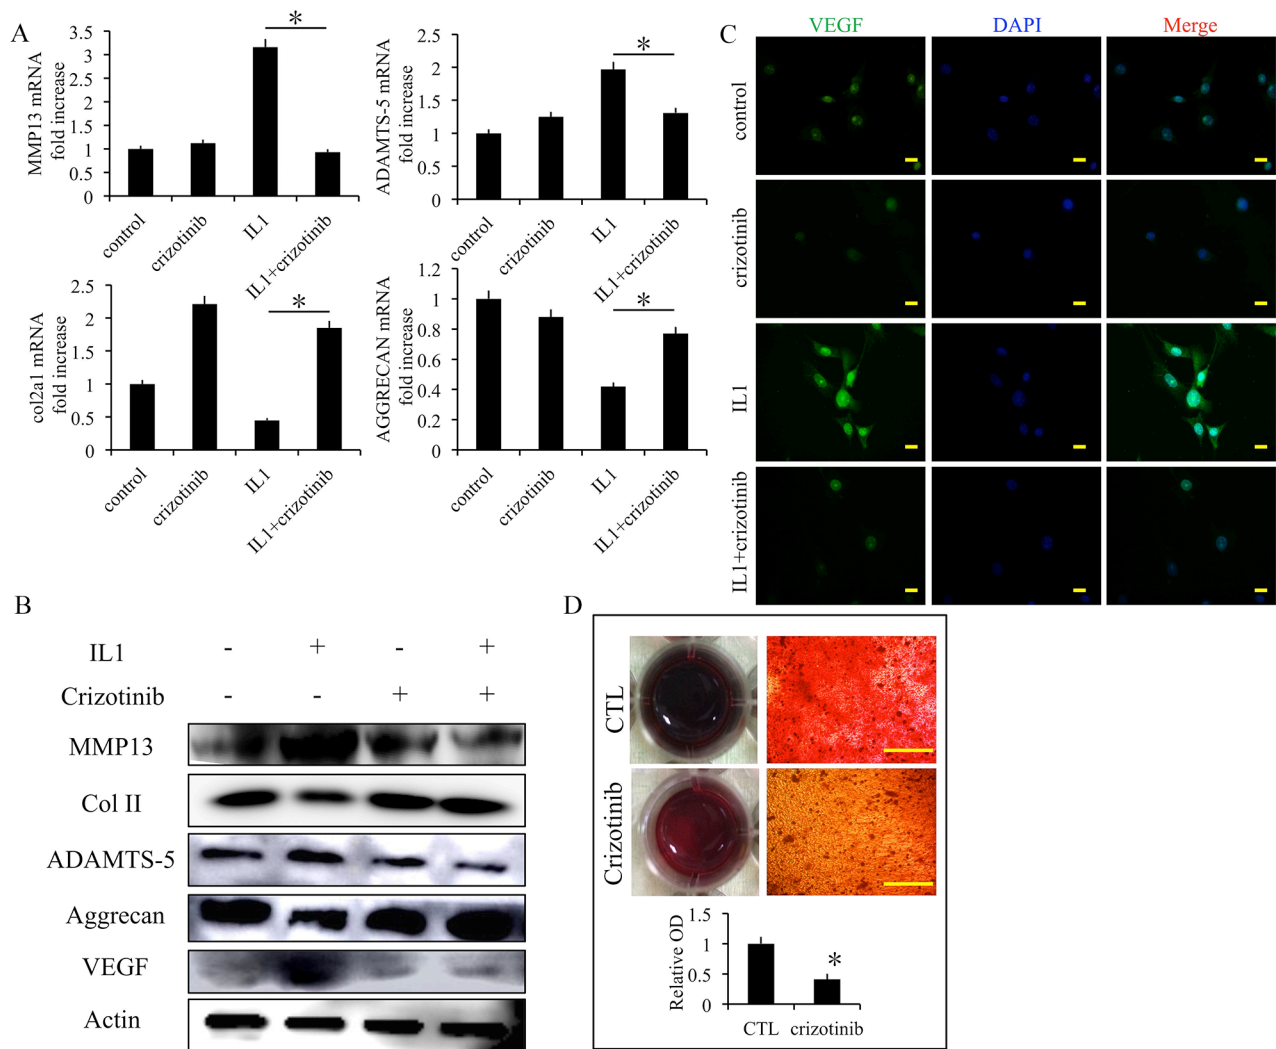 A
MMP13 mRNA
fold increase
3.5
3
2.5
2
1.5
1
0.5
0
*
control
crizotinib
IL1
IL1+crizotinib
ADAMTS-5 mRNA
fold increase
2.5
2
1.5
1
0.5
0
*
control
crizotinib
IL1
IL1+crizotinib
col2a1 mRNA
fold increase
2.5
2
1.5
1
0.5
0
*
control
crizotinib
IL1
IL1+crizotinib
AGGRECAN mRNA
fold increase
1.2
1
0.8
0.6
0.4
0.2
0
*
control
crizotinib
IL1
IL1+crizotinib
C
VEGF DAPI Merge
control
crizotinib
IL1
IL1+crizotinib
B
IL1 - + - +
Crizotinib - - + +
MMP13
Col II
ADAMTS-5
Aggrecan
VEGF
Actin
D
CTL
Crizotinib
Relative OD
1.5
1
0.5
0
*
CTL crizotinib